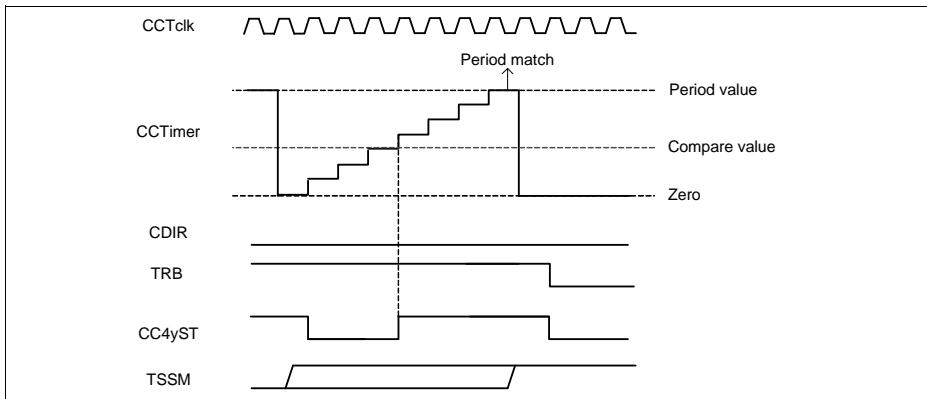 CCTclk
Period match
Period value
CCTimer
Compare value
Zero
CDIR
TRB
CC4yST
TSSM